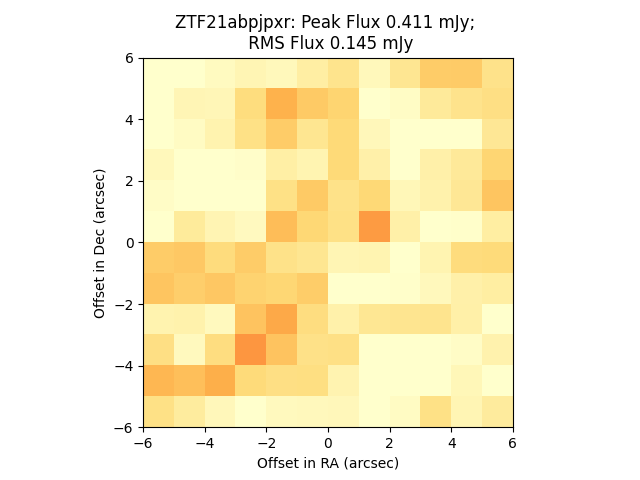 ZTF21abpjpxr: Peak Flux 0.411 mJy;
RMS Flux 0.145 mJy
6
4
2
0
−2
−4
−6
Offset in Dec (arcsec)
−6 −4 −2 0 2 4 6
Offset in RA (arcsec)